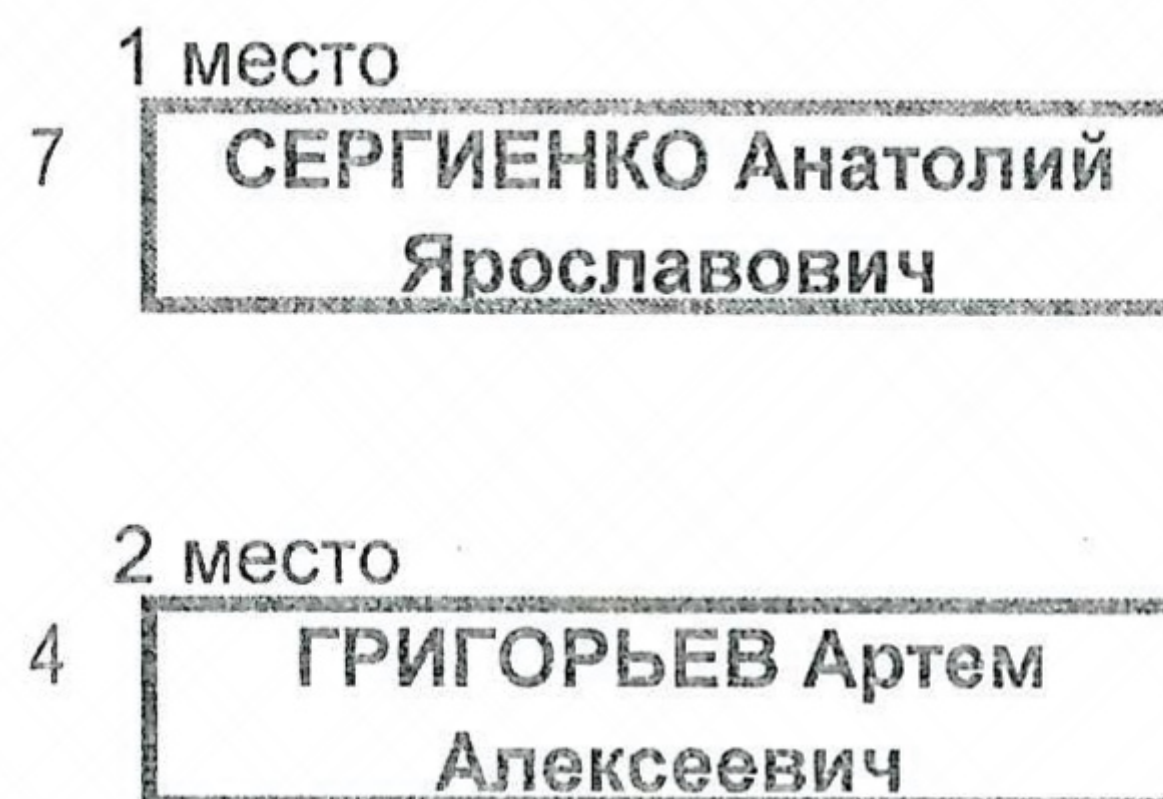 1 место
7 СЕРГИЕНКО Анатолий
Ярославович
2 место
4 ГРИГОРЬЕВ Артем
Алексеевич